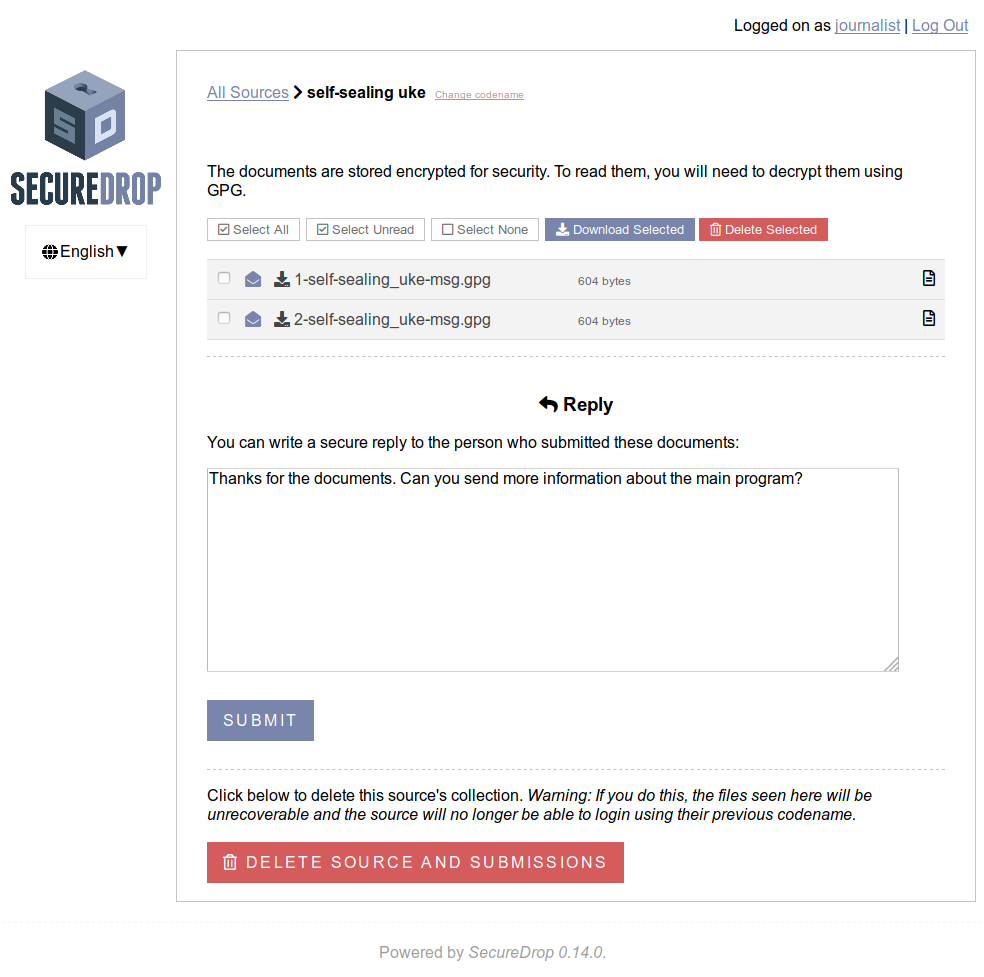 Logged on as journalist | Log Out
SD
SECUREDROP
English▼
All Sources > self-sealing uke Change codename
The documents are stored encrypted for security. To read them, you will need to decrypt them using
GPG.
Select All Select Unread Select None Download Selected Delete Selected
1-self-sealing_uke-msg.gpg 604 bytes
2-self-sealing_uke-msg.gpg 604 bytes
Reply
You can write a secure reply to the person who submitted these documents:
Thanks for the documents. Can you send more information about the main program?
SUBMIT
Click below to delete this source's collection. Warning: If you do this, the files seen here will be
unrecoverable and the source will no longer be able to login using their previous codename.
DELETE SOURCE AND SUBMISSIONS
Powered by SecureDrop 0.14.0.